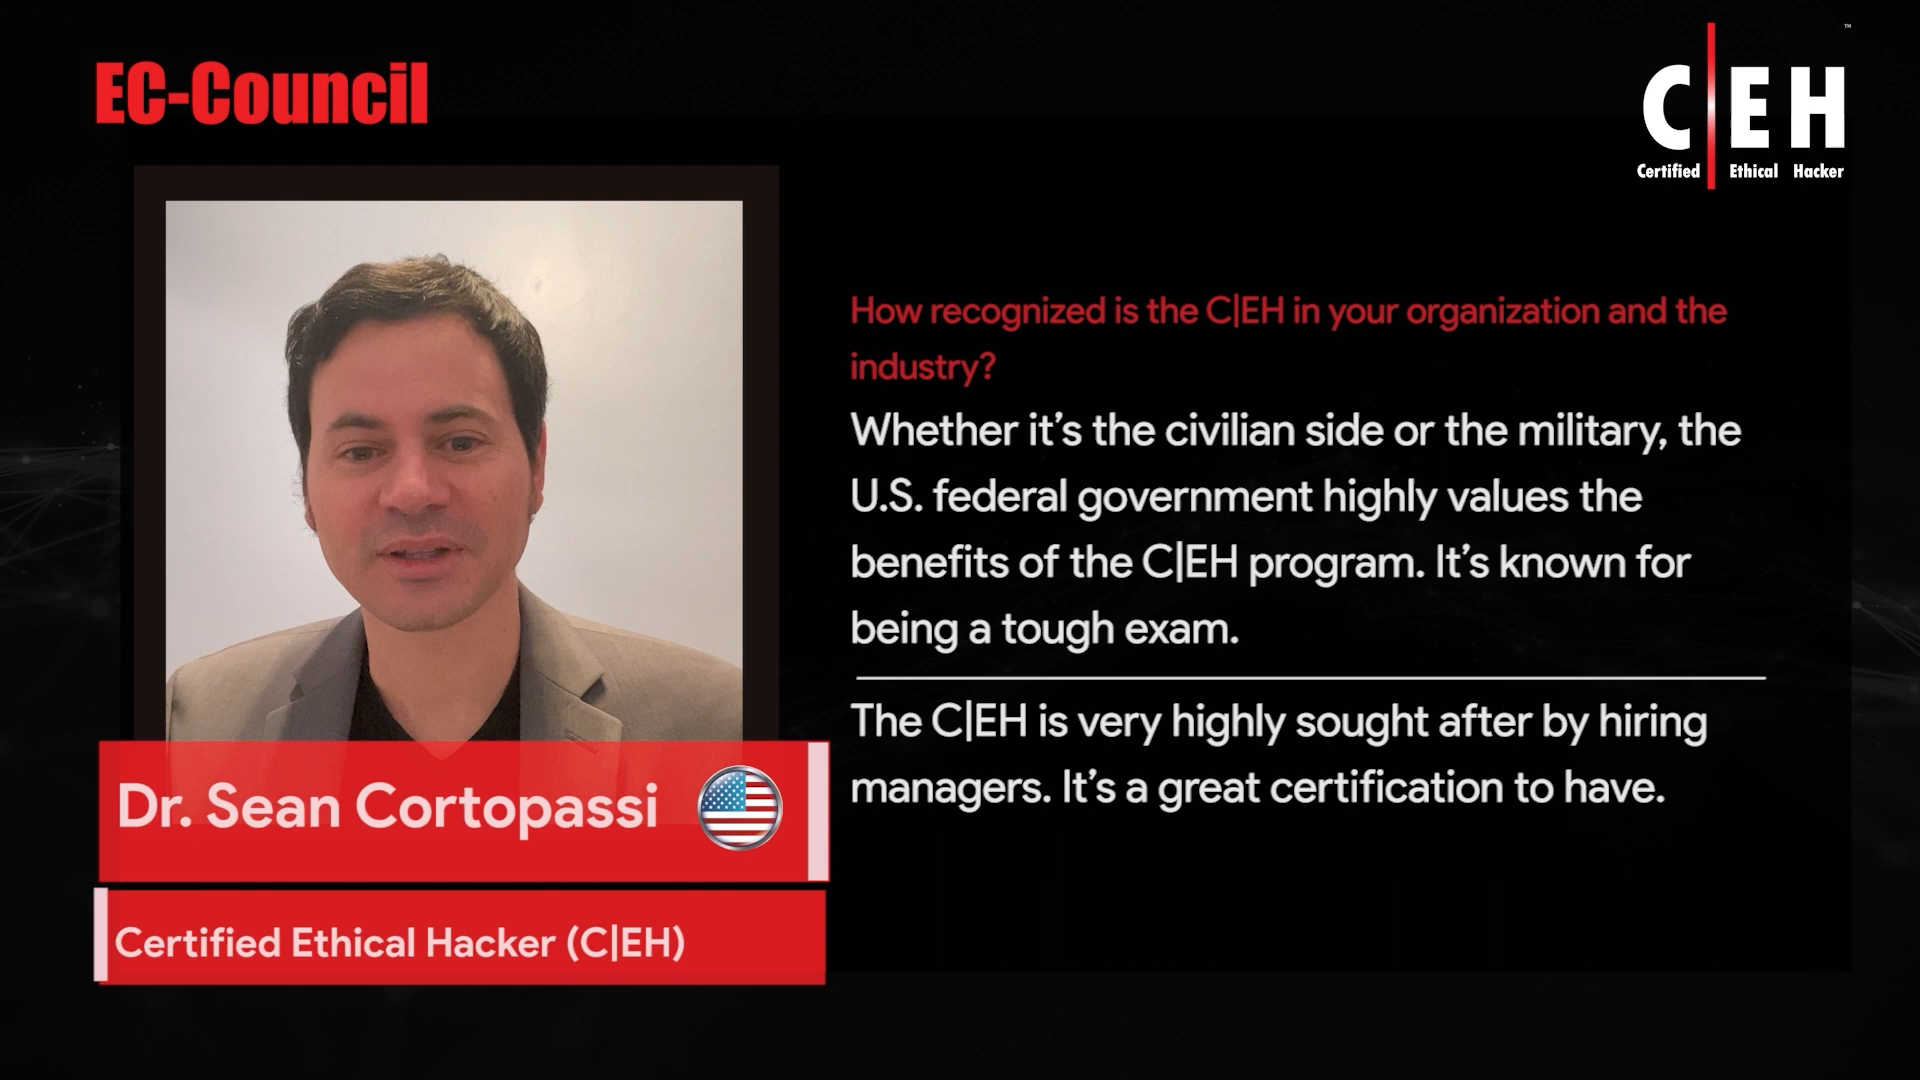 EC-Council
C|EH
™
Certified Ethical Hacker
How recognized is the C|EH in your organization and the
industry?
Whether it’s the civilian side or the military, the
U.S. federal government highly values the
benefits of the C|EH program. It’s known for
being a tough exam.
The C|EH is very highly sought after by hiring
managers. It’s a great certification to have.
Dr. Sean Cortopassi
Certified Ethical Hacker (C|EH)